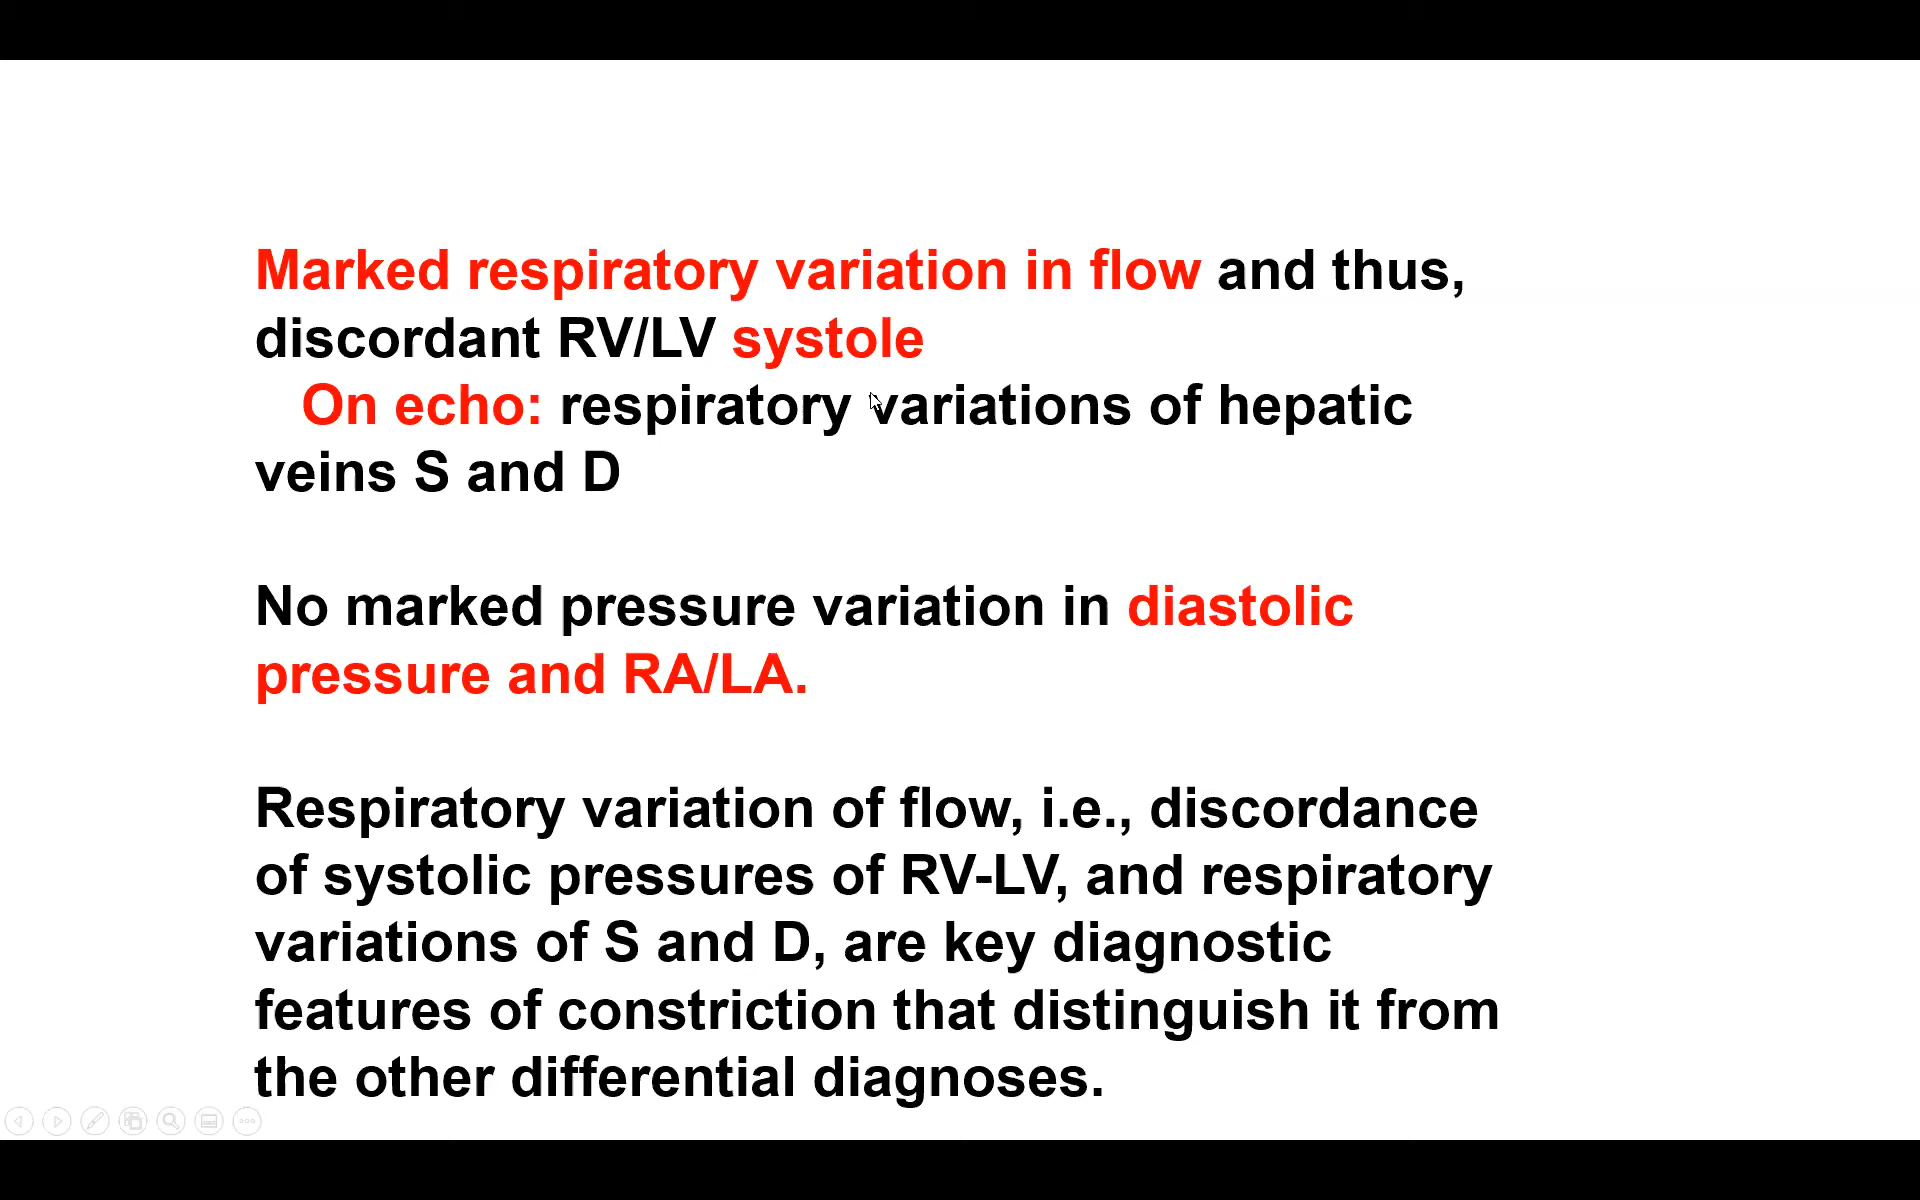 Marked respiratory variation in flow and thus,
discordant RV/LV systole
On echo: respiratory variations of hepatic
veins S and D
No marked pressure variation in diastolic
pressure and RA/LA.
Respiratory variation of flow, i.e., discordance
of systolic pressures of RV-LV, and respiratory
variations of S and D, are key diagnostic
features of constriction that distinguish it from
the other differential diagnoses.